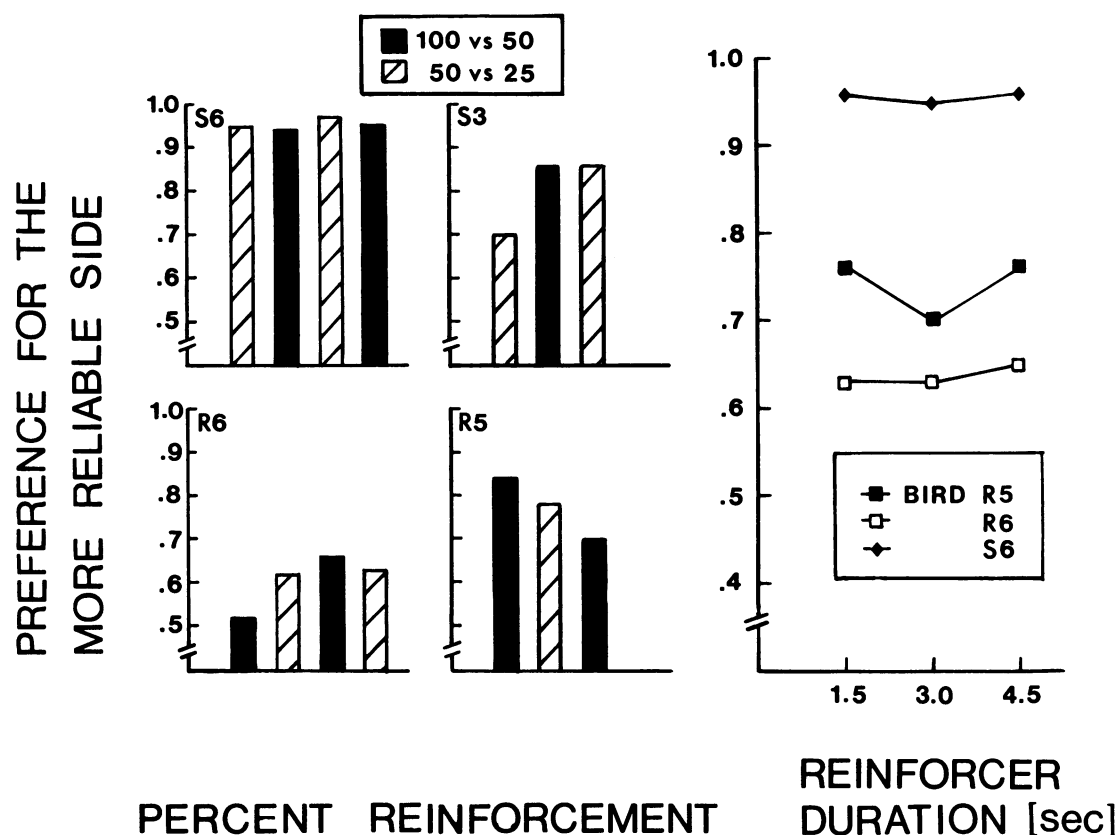 100 vs 50
50 vs 25
PREFERENCE FOR THE
MORE RELIABLE SIDE
S6
1.0
.9
.8
.7
.6
.5
S3
R6
1.0
.9
.8
.7
.6
.5
R5
PERCENT REINFORCEMENT
1.0
.9
.8
.7
.6
.5
.4
BIRD R5
R6
S6
1.5 3.0 4.5
REINFORCER
DURATION [sec]